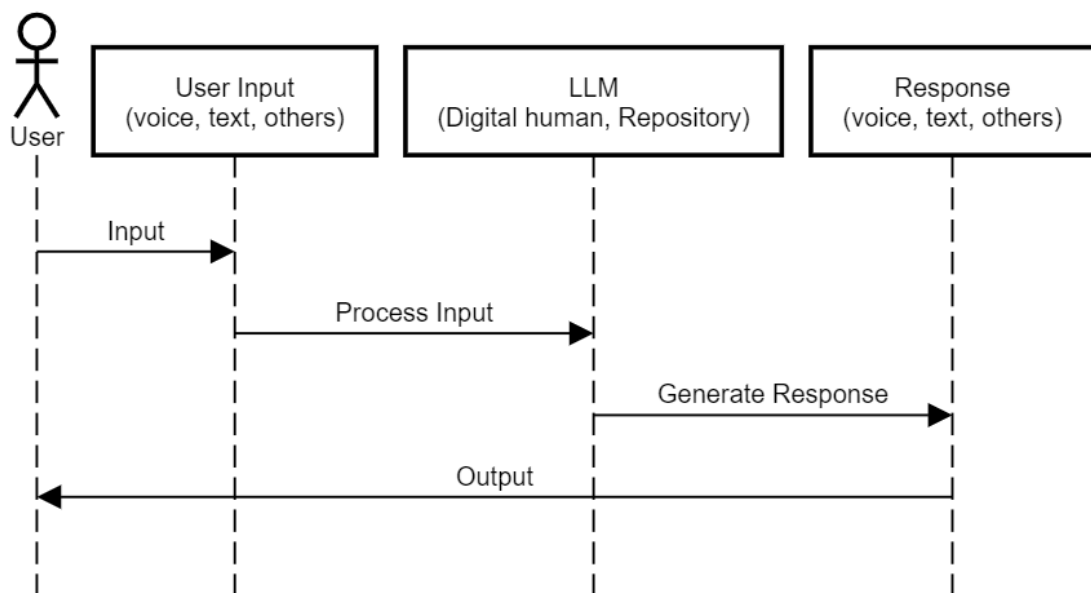 User
User Input
(voice, text, others)
LLM
(Digital human, Repository)
Response
(voice, text, others)
Input
Process Input
Generate Response
Output